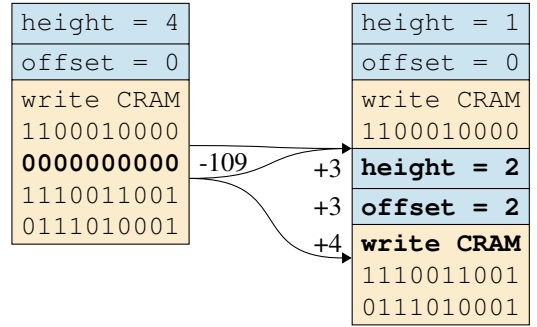 height = 4
offset = 0
write CRAM
1100010000
0000000000
1110011001
0111010001
-109
+3
+3
+4
height = 1
offset = 0
write CRAM
1100010000
height = 2
offset = 2
write CRAM
1110011001
0111010001